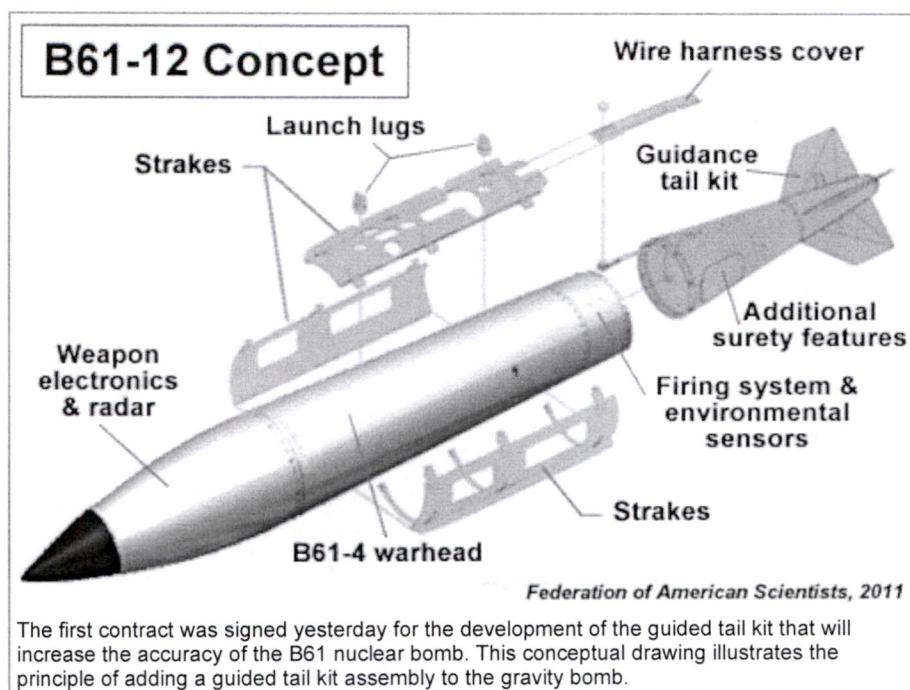 B61-12 Concept
Wire harness cover
Launch lugs
Strakes
Guidance
tail kit
Additional
surety features
Weapon
electronics
& radar
Firing system &
environmental
sensors
Strakes
B61-4 warhead
Federation of American Scientists, 2011
The first contract was signed yesterday for the development of the guided tail kit that will
increase the accuracy of the B61 nuclear bomb. This conceptual drawing illustrates the
principle of adding a guided tail kit assembly to the gravity bomb.